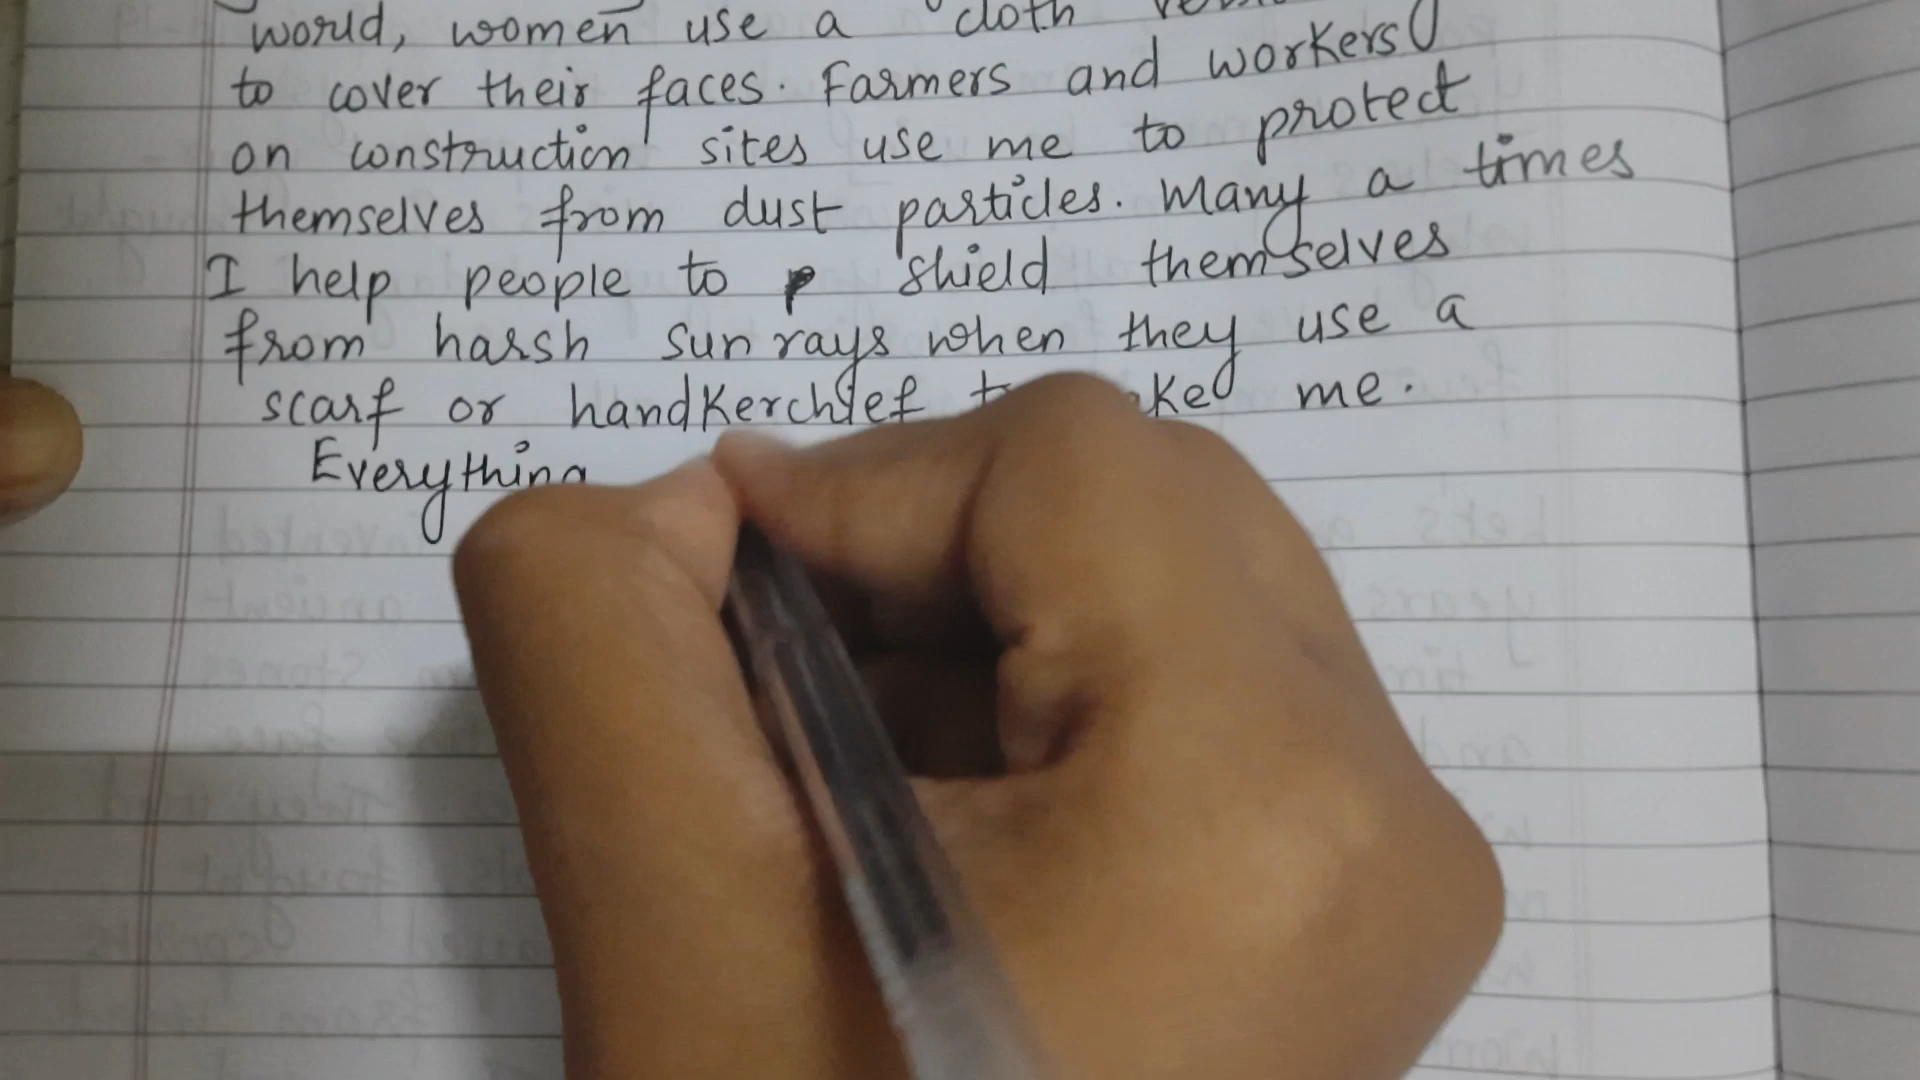 world, women use a cloth
to cover their faces. Farmers and workers
on construction sites use me to protect
themselves from dust particles. Many a times
I help people to shield themselves
from harsh sun rays when they use a
scarf or handkerchief me.
Everything